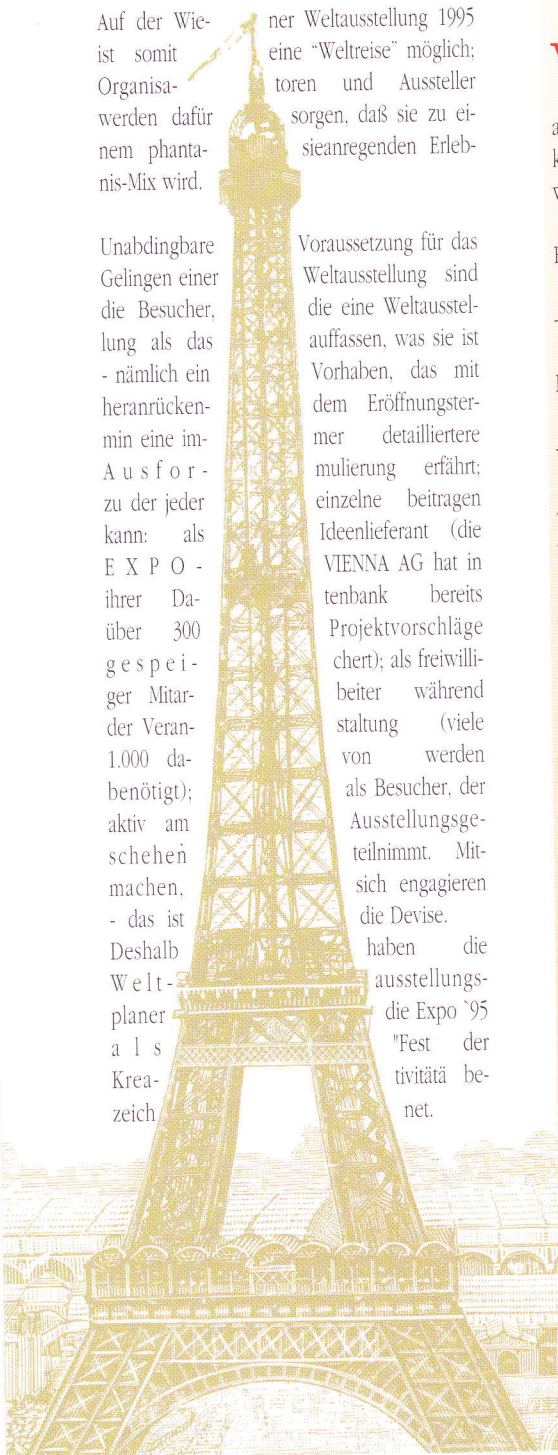 Auf der Wie- ner Weltausstellung 1995
ist somit eine “Weltreise” möglich;
Organisa- toren und Aussteller
werden dafür sorgen, daß sie zu ei-
nem phanta- sieanregenden Erleb-
nis-Mix wird.
Unabdingbare Voraussetzung für das
Gelingen einer Weltausstellung sind
die Besucher, die eine Weltausstel-
lung als das auffassen, was sie ist
- nämlich ein Vorhaben, das mit
heranrücken- dem Eröffnungster-
min eine im- mer detailliertere
Ausfor- mulierung erfährt;
zu der jeder einzelne beitragen
kann: als Ideenlieferant (die
EXPO- VIENNA AG hat in
ihrer Da- tenbank bereits
über 300 Projektvorschläge
gespei- chert); als freiwilli-
ger Mitar- beiter während
der Veran- staltung (viele
1.000 da- von werden
benötigt); als Besucher, der
aktiv am Ausstellungsge-
schehen teilnimmt. Mit-
machen, sich engagieren
- das ist die Devise.
Deshalb haben die
Welt- ausstellungs-
planer die Expo `95
als "Fest der
Krea- tivitätä be-
zeich net.